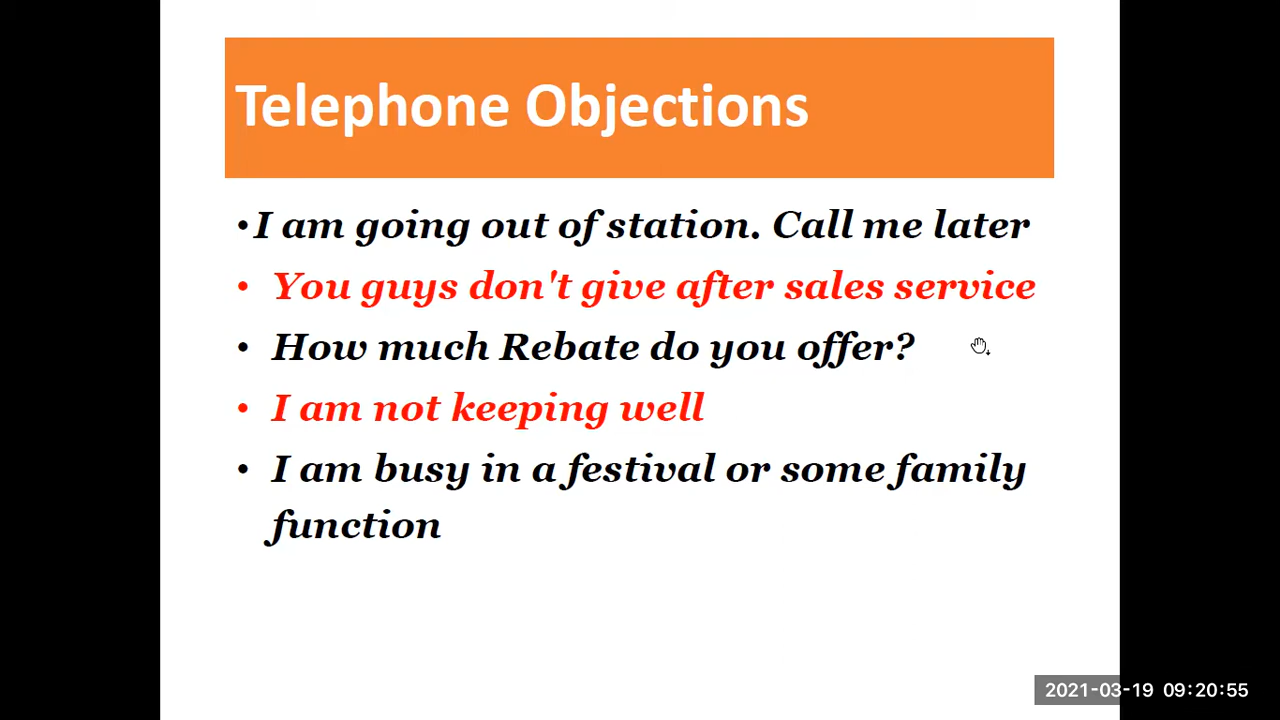 Telephone Objections
•I am going out of station. Call me later
• You guys don't give after sales service
• How much Rebate do you offer?
• I am not keeping well
• I am busy in a festival or some family
function
2021-03-19 09:20:55